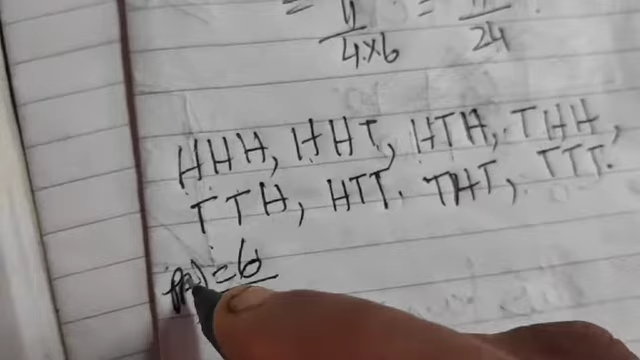 =     =
4×6   24
HHH, HHT, HTH, THH,
TTH, HTT. THT, TTT.
= 6